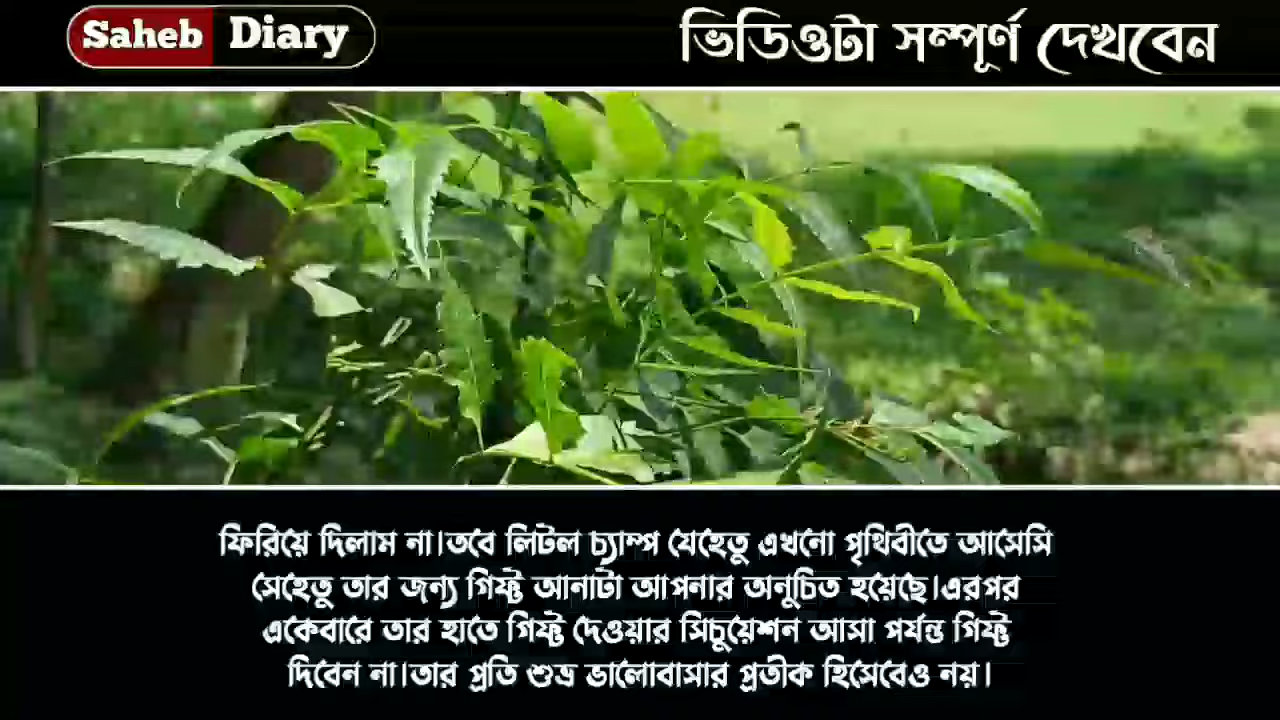 Saheb Diary
ভিডিওটা সম্পূর্ণ দেখবেন
ফিরিয়ে দিলাম না।তবে লিটল চ্যাম্প যেহেতু এখনো পৃথিবীতে আসেসি
সেহেতু তার জন্য গিফ্ট আনাটা আপনার অনুচিত হয়েছে।এরপর
একেবারে তার হাতে গিফ্ট দেওয়ার সিচুয়েশন আসা পর্যন্ত গিফ্ট
দিবেন না।তার প্রতি শুভ্র ভালোবাসার প্রতীক হিসেবেও নয়।